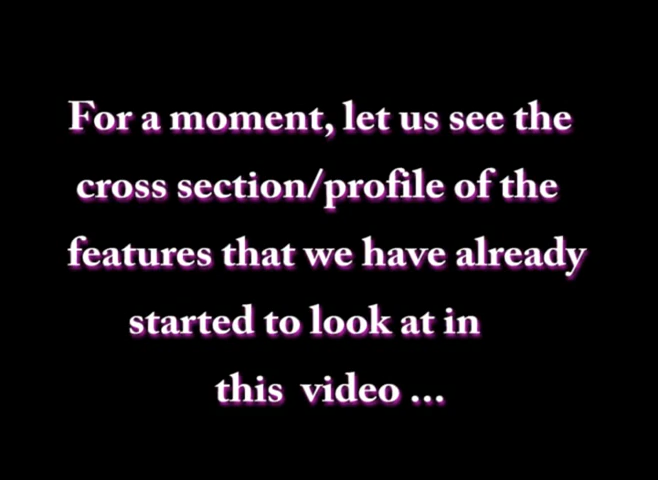 For a moment, let us see the
cross section/profile of the
features that we have already
started to look at in
this video ...